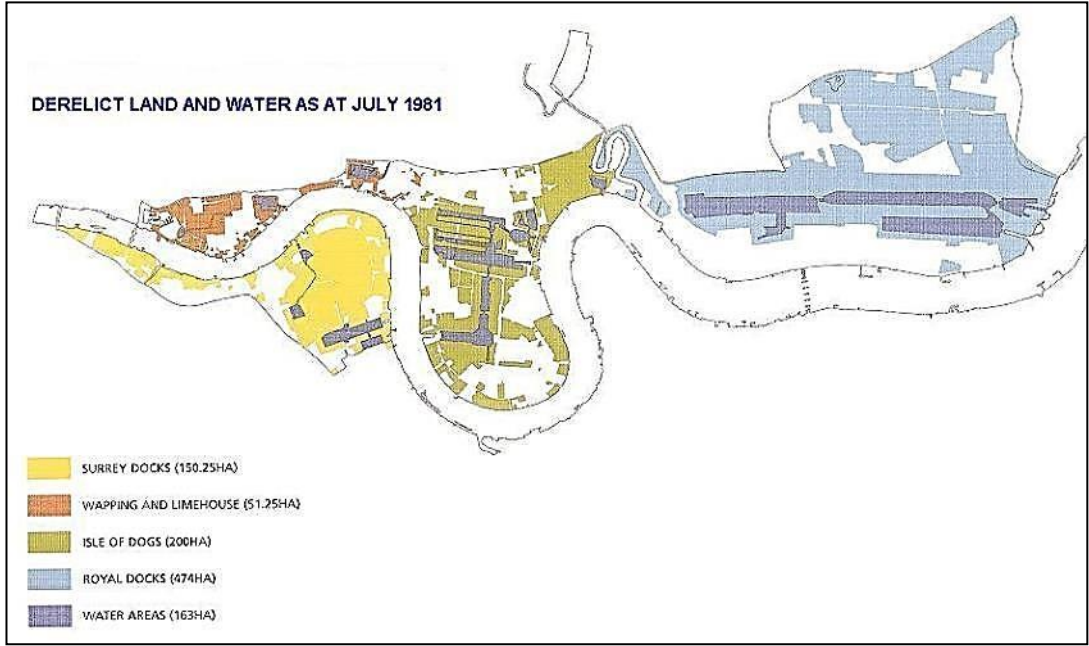 DERELICT LAND AND WATER AS AT JULY 1981
SURREY DOCKS (150.25HA)
WAPPING AND LIMEHOUSE (51.25HA)
ISLE OF DOGS (200HA)
ROYAL DOCKS (474HA)
WATER AREAS (163HA)